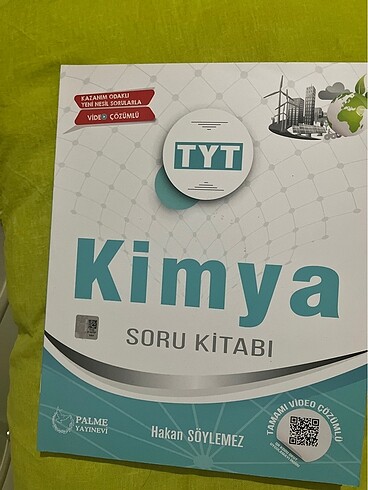 KAZANIM ODAKLI
YENİ NESİL SORULARLA
VİDEO ÇÖZÜMLÜ
TYT
Kimya
SORU KİTABI
PALME
YAYINEVİ
Hakan SÖYLEMEZ
TAMAMI VİDEO ÇÖZÜMLÜ